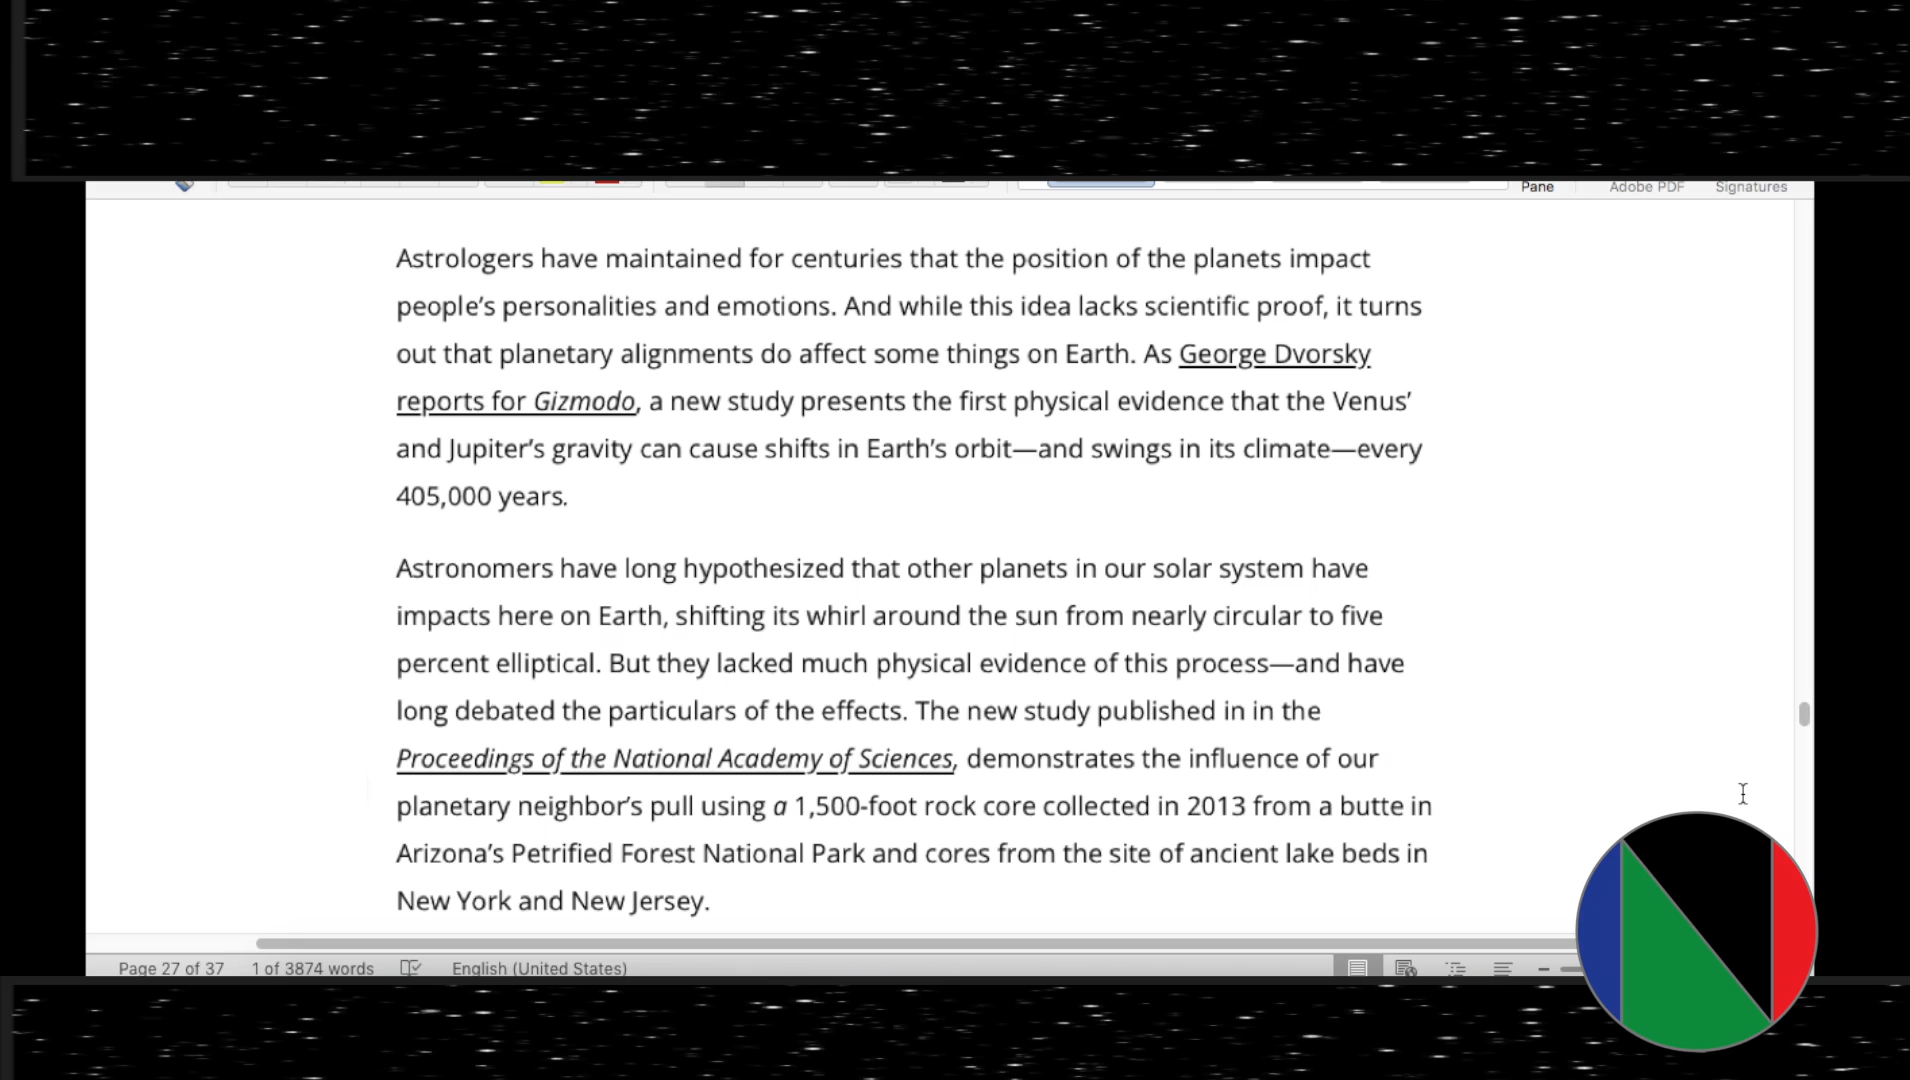 Pane Adobe PDF Signatures
Astrologers have maintained for centuries that the position of the planets impact
people’s personalities and emotions. And while this idea lacks scientific proof, it turns
out that planetary alignments do affect some things on Earth. As George Dvorsky
reports for Gizmodo, a new study presents the first physical evidence that the Venus’
and Jupiter’s gravity can cause shifts in Earth’s orbit—and swings in its climate—every
405,000 years.
Astronomers have long hypothesized that other planets in our solar system have
impacts here on Earth, shifting its whirl around the sun from nearly circular to five
percent elliptical. But they lacked much physical evidence of this process—and have
long debated the particulars of the effects. The new study published in in the
Proceedings of the National Academy of Sciences, demonstrates the influence of our
planetary neighbor’s pull using a 1,500-foot rock core collected in 2013 from a butte in
Arizona’s Petrified Forest National Park and cores from the site of ancient lake beds in
New York and New Jersey.
Page 27 of 37 1 of 3874 words English (United States)